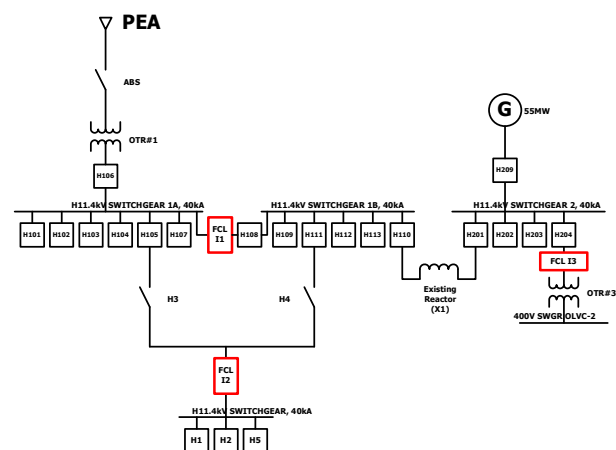 PEA
ABS
OTR#1
H106
G
55MW
H209
H11.4kV SWITCHGEAR 1A, 40kA
H11.4kV SWITCHGEAR 1B, 40kA
H11.4kV SWITCHGEAR 2, 40kA
H101
H102
H103
H104
H105
H107
FCL
I1
H108
H109
H111
H112
H113
H110
H201
H202
H203
H204
FCL I3
OTR#3
400V SWGR OLVC-2
Existing
Reactor
(X1)
H3
H4
FCL
I2
H11.4kV SWITCHGEAR, 40kA
H1
H2
H5